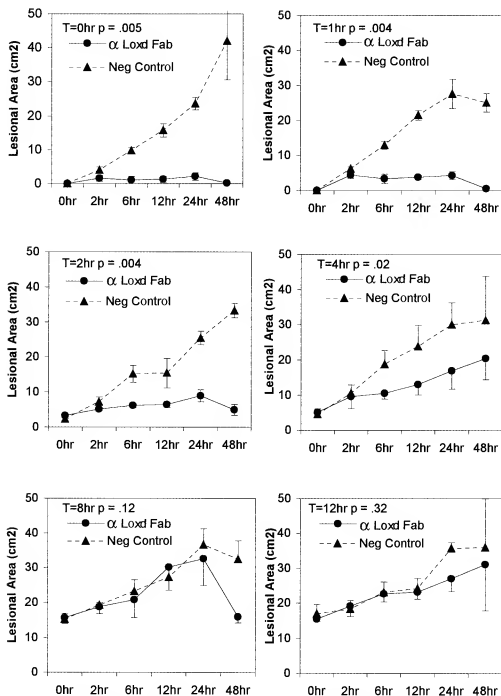 T=0hr p = .005
α Loxd Fab
Neg Control
Lesional Area (cm2)
50
40
30
20
10
0
0hr 2hr 6hr 12hr 24hr 48hr
T=1hr p = .004
α Loxd Fab
Neg Control
Lesional Area (cm2)
50
40
30
20
10
0
0hr 2hr 6hr 12hr 24hr 48hr
T=2hr p = .004
α Loxd Fab
Neg Control
Lesional Area (cm2)
50
40
30
20
10
0
0hr 2hr 6hr 12hr 24hr 48hr
T=4hr p = .02
α Loxd Fab
Neg Control
Lesional Area (cm2)
50
40
30
20
10
0
0hr 2hr 6hr 12hr 24hr 48hr
T=8hr p = .12
α Loxd Fab
Neg Control
Lesional Area (cm2)
50
40
30
20
10
0
0hr 2hr 6hr 12hr 24hr 48hr
T=12hr p = .32
α Loxd Fab
Neg Control
Lesional Area (cm2)
50
40
30
20
10
0
0hr 2hr 6hr 12hr 24hr 48hr